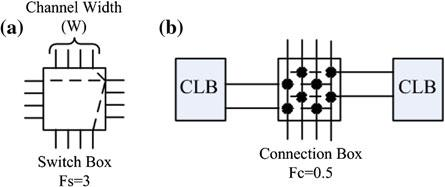 Channel Width
(W)
(a)
(b)
CLB
CLB
Switch Box
Fs=3
Connection Box
Fc=0.5